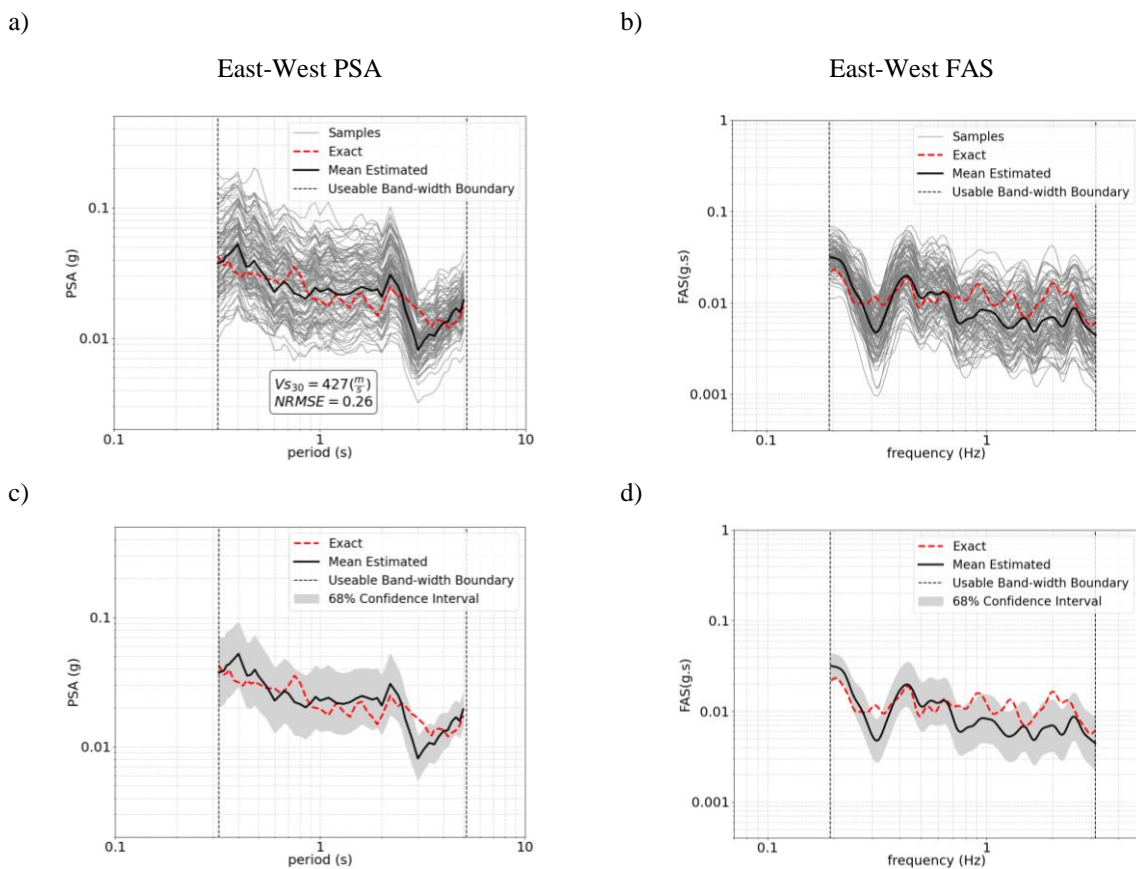 a)
East-West PSA
PSA (g)
0.1
0.01
Samples
Exact
Mean Estimated
Useable Band-width Boundary
Vs30 = 427(m/s)
NRMSE = 0.26
0.1
1
10
period (s)
b)
East-West FAS
FAS(g.s)
1
0.1
0.01
0.001
Samples
Exact
Mean Estimated
Usable Band-width Boundary
0.1
1
frequency (Hz)
c)
PSA (g)
0.1
0.01
Exact
Mean Estimated
Useable Band-width Boundary
68% Confidence Interval
0.1
1
10
period (s)
d)
FAS(g.s)
1
0.1
0.01
0.001
Exact
Mean Estimated
Usable Band-width Boundary
68% Confidence Interval
0.1
1
frequency (Hz)